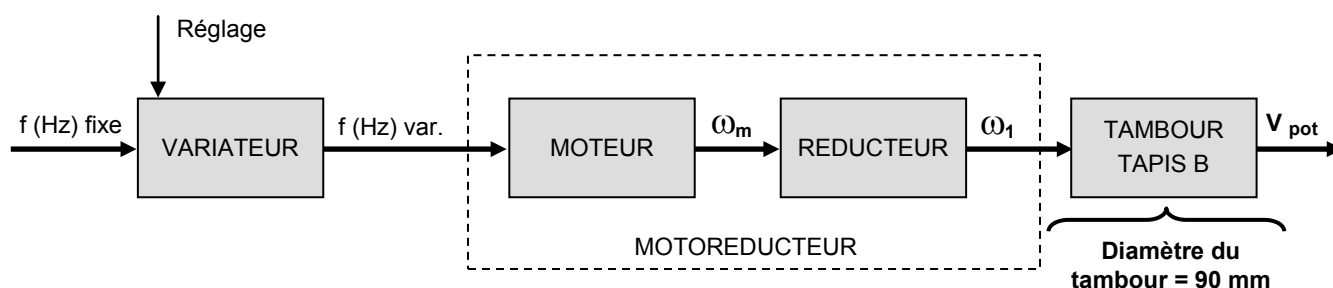 Réglage
f (Hz) fixe
VARIATEUR
f (Hz) var.
MOTEUR
ωm
REDUCTEUR
ω1
TAMBOUR
TAPIS B
V pot
MOTOREDUCTEUR
Diamètre du
tambour = 90 mm